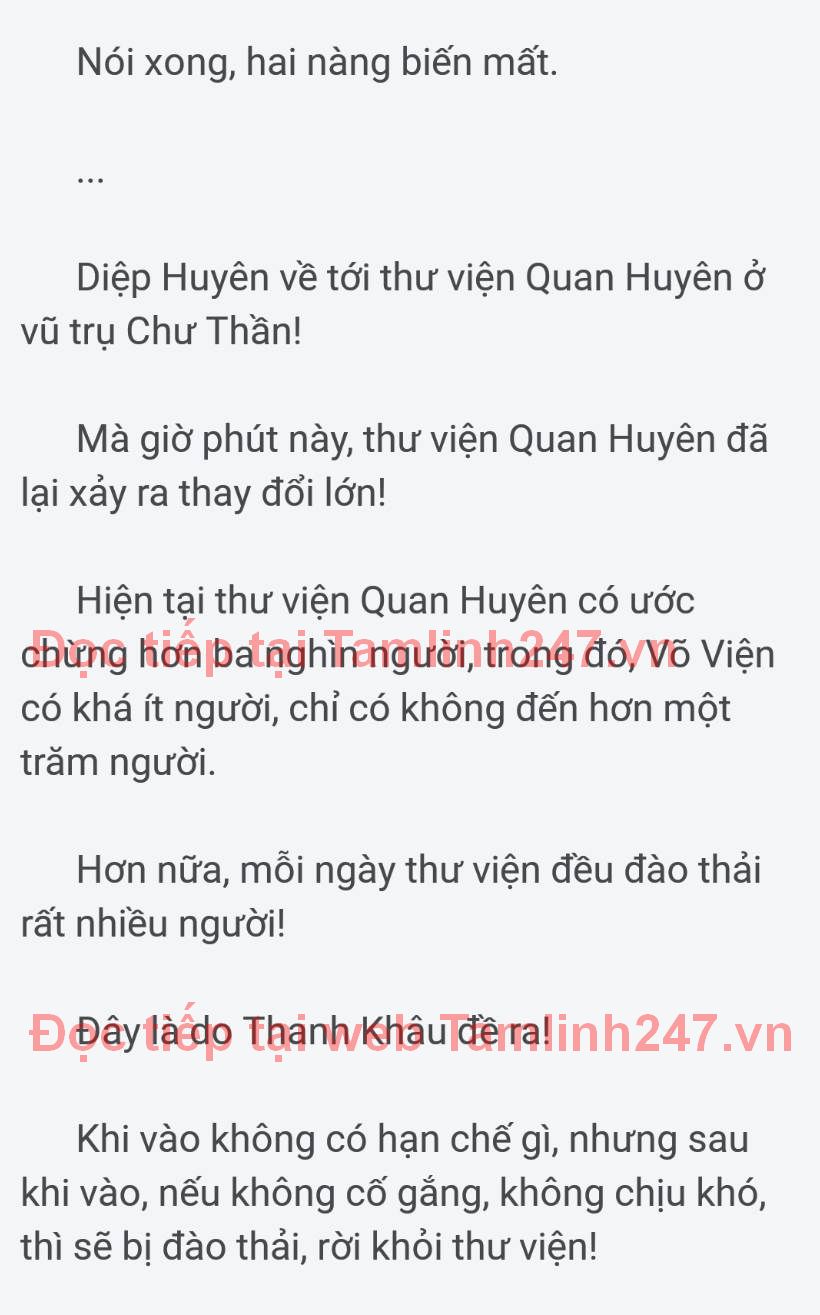 Nói xong, hai nàng biến mất.
...
Diệp Huyên về tới thư viện Quan Huyên ở
vũ trụ Chư Thần!
Mà giờ phút này, thư viện Quan Huyên đã
lại xảy ra thay đổi lớn!
Hiện tại thư viện Quan Huyên có ước
chừng hơn ba nghìn người, trong đó, Võ Viện
Đọc tiếp tại Tamlinh247.vn
có khá ít người, chỉ có không đến hơn một
trăm người.
Hơn nữa, mỗi ngày thư viện đều đào thải
rất nhiều người!
Đây là do Thanh Khâu đề ra!
Đọc tiếp tại web Tamlinh247.vn
Khi vào không có hạn chế gì, nhưng sau
khi vào, nếu không cố gắng, không chịu khó,
thì sẽ bị đào thải, rời khỏi thư viện!